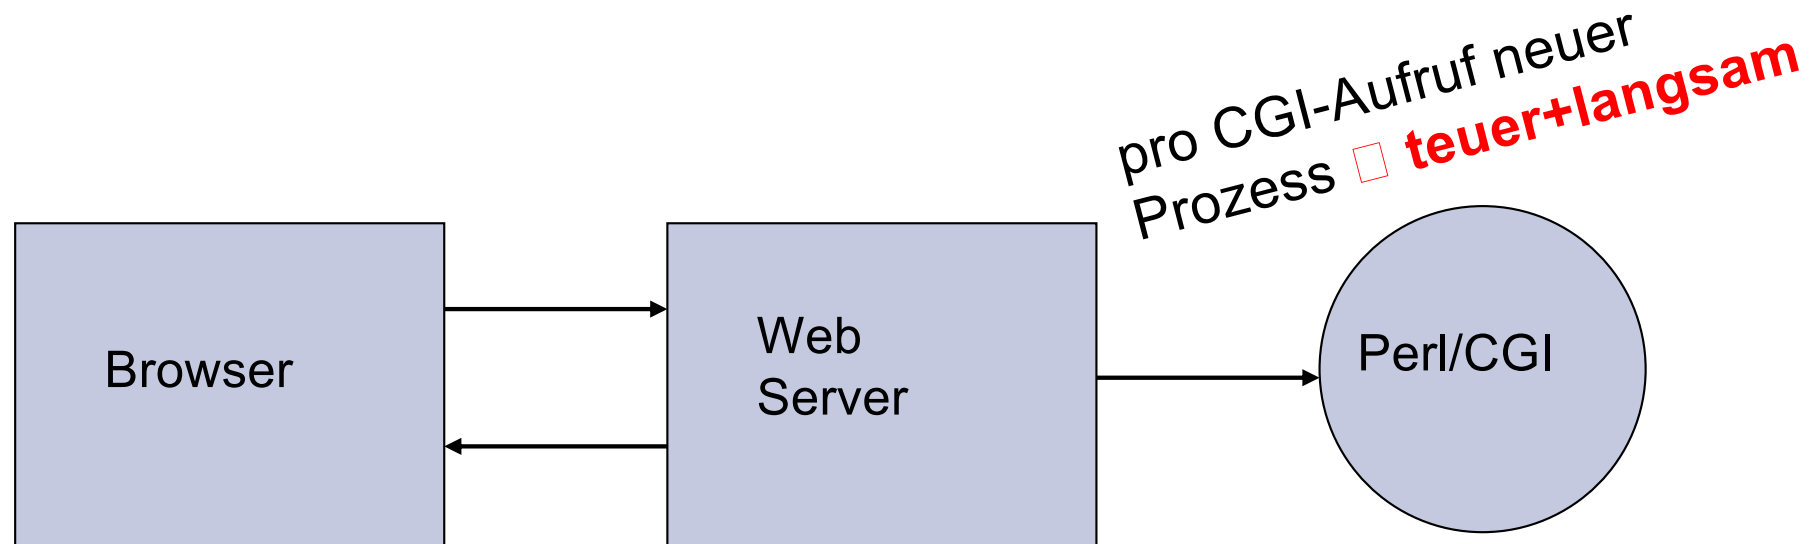 pro CGI-Aufruf neuer
Prozess □ teuer+langsam
Browser
Web
Server
Perl/CGI